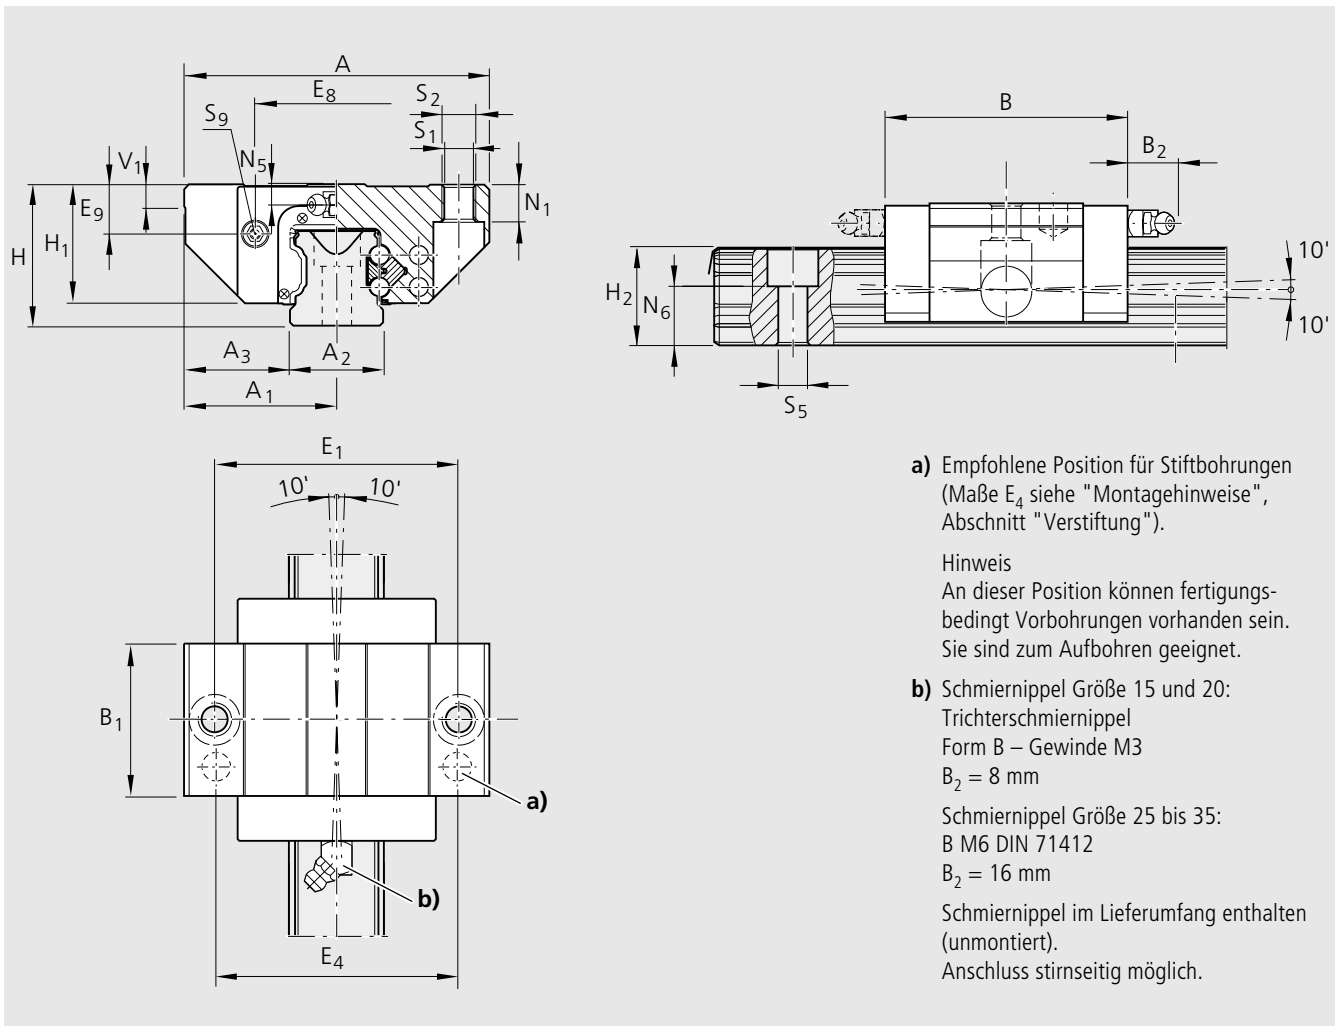 A
E8
S2
S9
S1
V1
N5
E9
N1
H
H1
A3
A2
A1
B
B2
10'
H2
N6
10'
S5
E1
10' 10'
B1
a)
b)
E4
a) Empfohlene Position für Stiftbohrungen
(Maße E4 siehe "Montagehinweise",
Abschnitt "Verstiftung").
Hinweis
An dieser Position können fertigungs-
bedingt Vorbohrungen vorhanden sein.
Sie sind zum Aufbohren geeignet.
b) Schmiernippel Größe 15 und 20:
Trichterschmiernippel
Form B – Gewinde M3
B2 = 8 mm
Schmiernippel Größe 25 bis 35:
B M6 DIN 71412
B2 = 16 mm
Schmiernippel im Lieferumfang enthalten
(unmontiert).
Anschluss stirnseitig möglich.